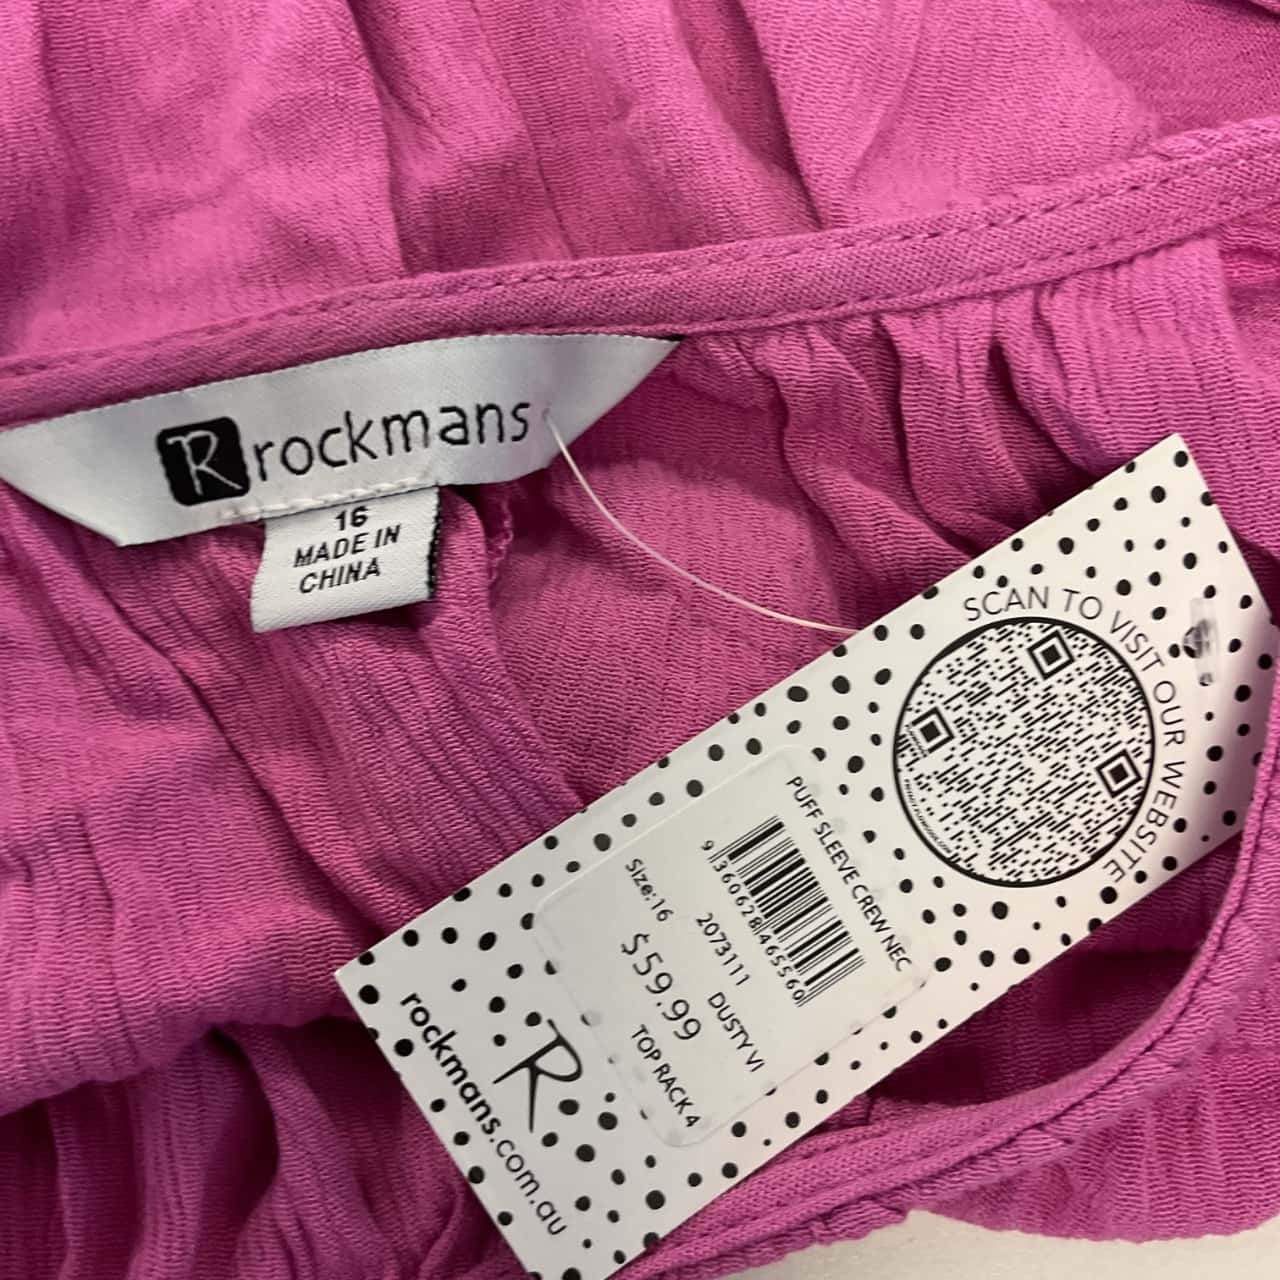 R rockmans
16
MADE IN
CHINA
SCAN TO VISIT OUR WEBSITE
PUFF SLEEVE CREW NEC
9 360628 465560
2073111 DUSTY VI
Size:16
$59.99
TOP RACK 4
R
rockmans.com.au